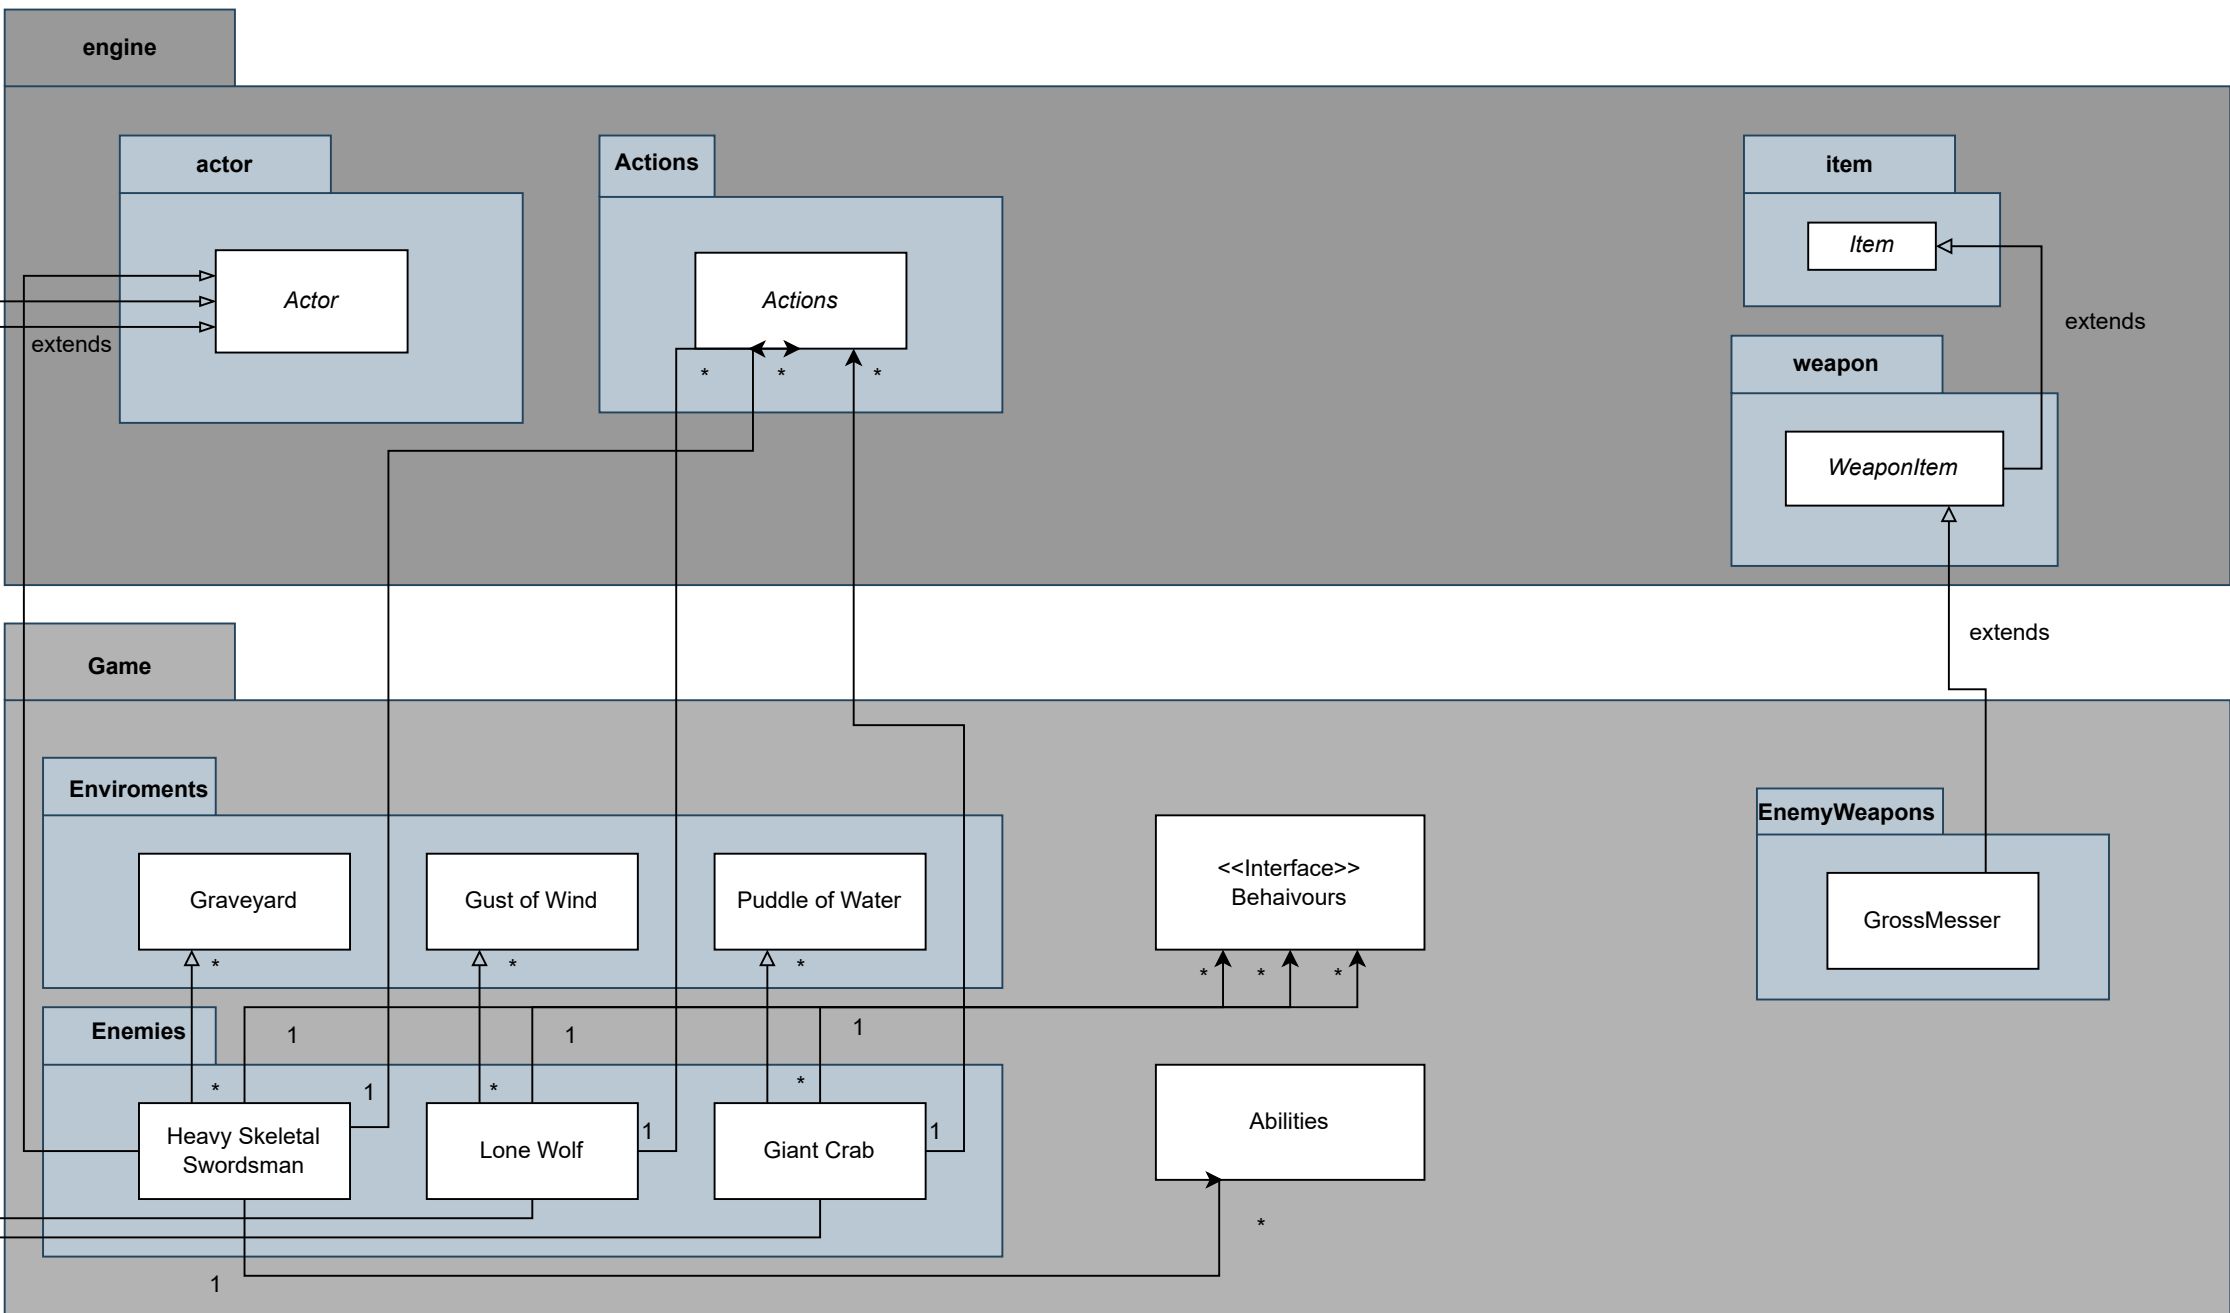 engine
actor
Actions
item
Actor
Actions
Item
extends
extends
*
*
*
weapon
WeaponItem
extends
Game
Enviroments
EnemyWeapons
Graveyard
Gust of Wind
Puddle of Water
<<Interface>>
Behaivours
GrossMesser
*
*
*
*
*
*
Enemies
1
1
1
*
1
*
*
Heavy Skeletal
Swordsman
Lone Wolf
1
Giant Crab
1
Abilities
*
1